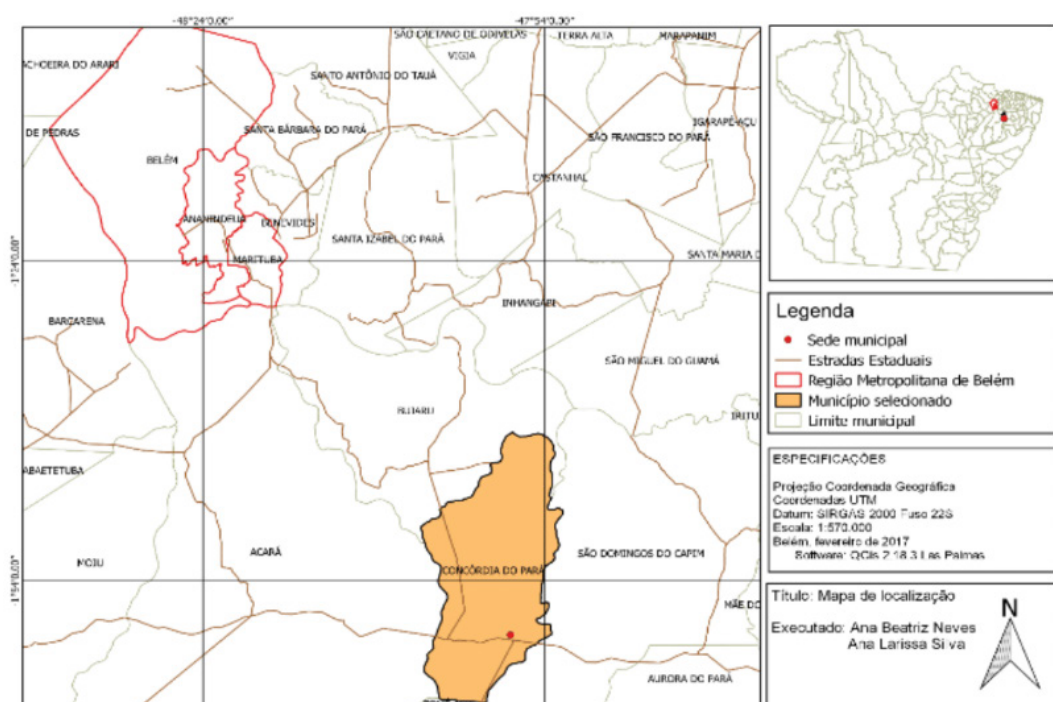 -48°24'0.00"
-47°54'0.00"
SÃO CAETANO DE ODIVELAS
TERRA ALTA
MARAPANIM
VIGIA
ACHOEIRA DO ARARI
SANTO ANTÔNIO DO TAUÁ
IGARAPÉ-AÇU
DE PEDRAS
SANTA BÁRBARA DO PARÁ
SÃO FRANCISCO DO PARÁ
BELÉM
CASTANHAL
ANANINDEUA
BENEVIDES
SANTA IZABEL DO PARÁ
MARITUBA
SANTA MARIA D
-1°24'0.00"
INHANGAPI
BARCARENA
SÃO MIGUEL DO GUAMÁ
BUJARU
IRITU
ABAETETUBA
ACARÁ
SÃO DOMINGOS DO CAPIM
MOJU
CONCÓRDIA DO PARÁ
-1°54'0.00"
MÃE DO
AURORA DO PARÁ
Legenda
Sede municipal
Estradas Estaduais
Região Metropolitana de Belém
Município selecionado
Limite municipal
ESPECIFICAÇÕES
Projeção Coordenada Geográfica
Coordenadas UTM
Datum: SIRGAS 2000 Fuso 22S
Escala: 1:570.000
Belém, fevereiro de 2017
Software: QGis 2.18.3 Las Palmas
Título: Mapa de localização
Executado: Ana Beatriz Neves
Ana Larissa Silva
N